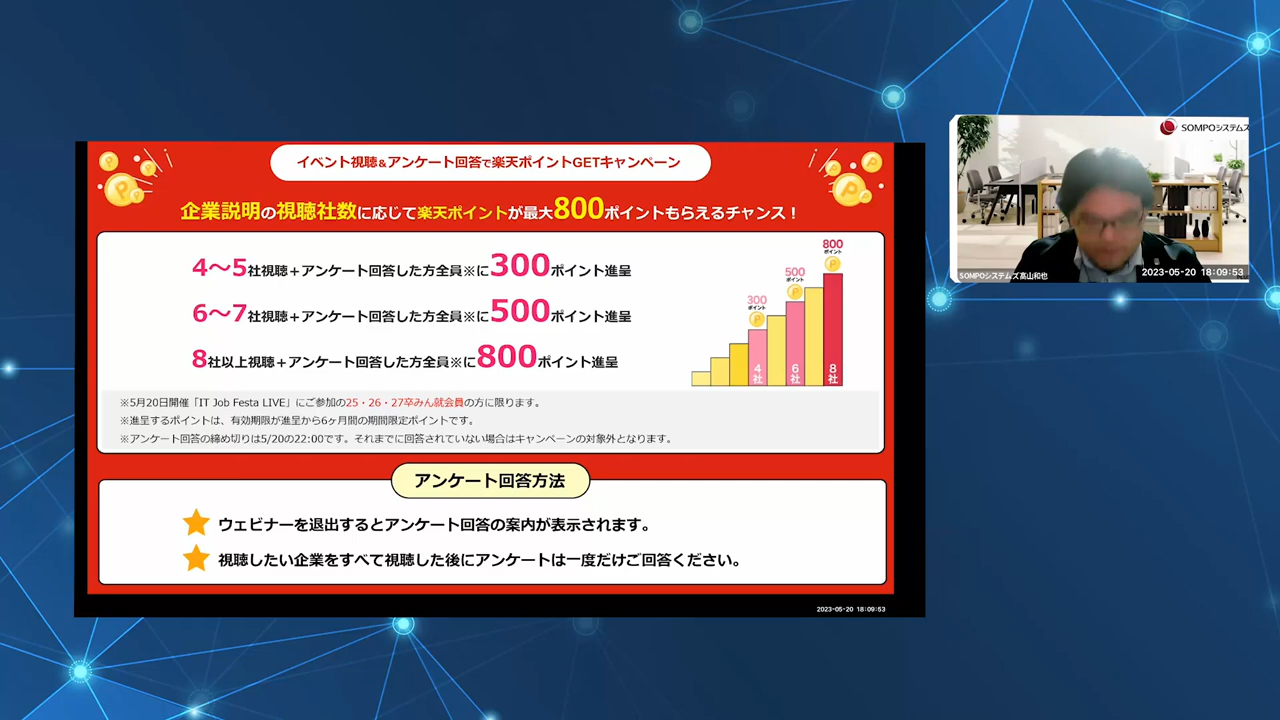 イベント視聴&アンケート回答で楽天ポイントGETキャンペーン
企業説明の視聴社数に応じて楽天ポイントが最大800ポイントもらえるチャンス！
4〜5社視聴＋アンケート回答した方全員※に300ポイント進呈
6〜7社視聴＋アンケート回答した方全員※に500ポイント進呈
8社以上視聴＋アンケート回答した方全員※に800ポイント進呈
300
ポイント
500
ポイント
800
ポイント
4社
6社
8社
※5月20日開催「IT Job Festa LIVE」にご参加の25・26・27卒みん就会員の方に限ります。
※進呈するポイントは、有効期限が進呈から6ヶ月間の期間限定ポイントです。
※アンケート回答の締め切りは5/20の22:00です。それまでに回答されていない場合はキャンペーンの対象外となります。
アンケート回答方法
ウェビナーを退出するとアンケート回答の案内が表示されます。
視聴したい企業をすべて視聴した後にアンケートは一度だけご回答ください。
2023-05-20 18:09:53
SOMPOシステムズ
SOMPOシステムズ髙山和也
2023-05-20 18:09:53